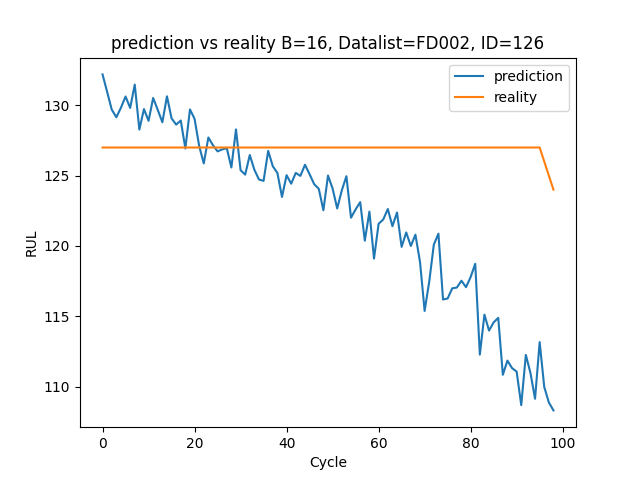 prediction vs reality B=16, Datalist=FD002, ID=126
prediction
reality
RUL
130
125
120
115
110
0 20 40 60 80 100
Cycle